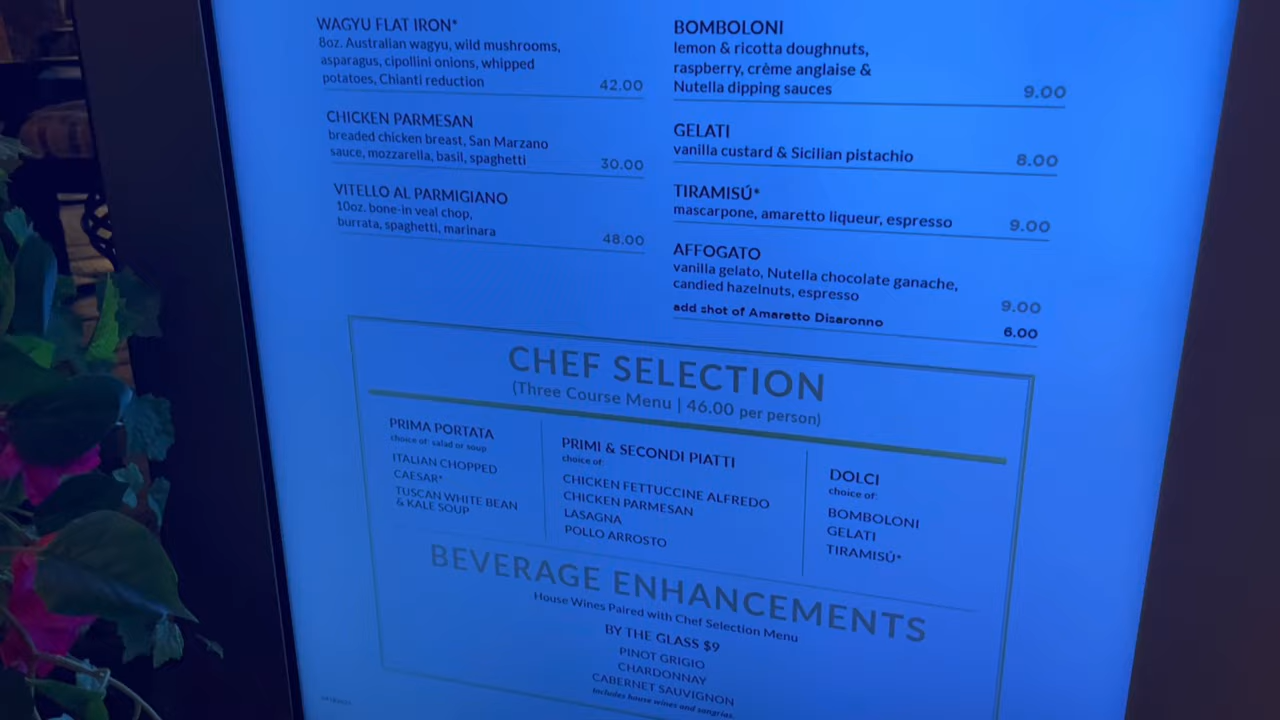 WAGYU FLAT IRON*
8oz. Australian wagyu, wild mushrooms,
asparagus, cipollini onions, whipped
potatoes, Chianti reduction 42.00
CHICKEN PARMESAN
breaded chicken breast, San Marzano
sauce, mozzarella, basil, spaghetti 30.00
VITELLO AL PARMIGIANO
10oz. bone-in veal chop,
burrata, spaghetti, marinara 48.00
BOMBOLONI
lemon & ricotta doughnuts,
raspberry, crème anglaise &
Nutella dipping sauces 9.00
GELATI
vanilla custard & Sicilian pistachio 8.00
TIRAMISÚ*
mascarpone, amaretto liqueur, espresso 9.00
AFFOGATO
vanilla gelato, Nutella chocolate ganache,
candied hazelnuts, espresso 9.00
add shot of Amaretto Disaronno 6.00
CHEF SELECTION
(Three Course Menu | 46.00 per person)
PRIMA PORTATA
choice of: salad or soup
ITALIAN CHOPPED
CAESAR*
TUSCAN WHITE BEAN
& KALE SOUP
PRIMI & SECONDI PIATTI
choice of:
CHICKEN FETTUCCINE ALFREDO
CHICKEN PARMESAN
LASAGNA
POLLO ARROSTO
DOLCI
choice of:
BOMBOLONI
GELATI
TIRAMISÚ*
BEVERAGE ENHANCEMENTS
House Wines Paired with Chef Selection Menu
BY THE GLASS $9
PINOT GRIGIO
CHARDONNAY
CABERNET SAUVIGNON
Includes house wines and sangrias.